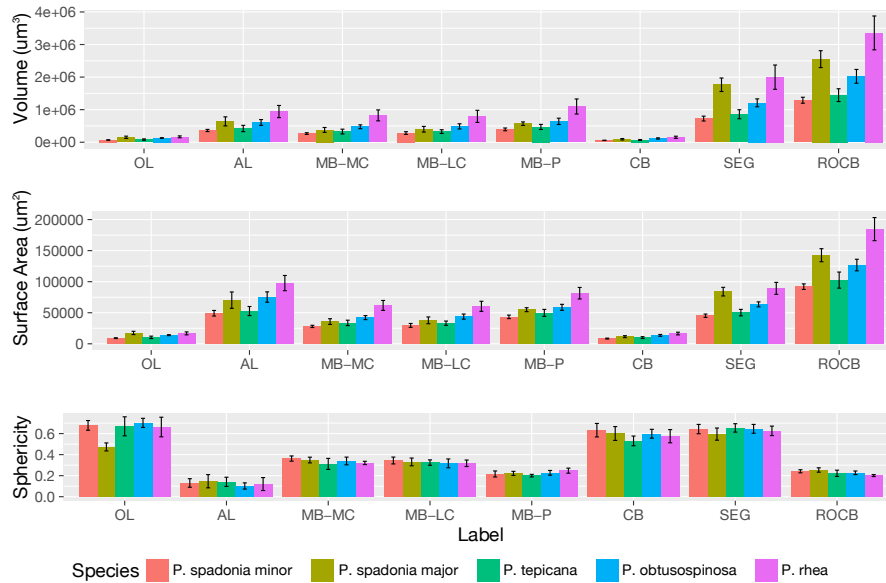 Volume (um³)
4e+06
3e+06
2e+06
1e+06
0e+00
OL AL MB−MC MB−LC MB−P CB SEG ROCB
Surface Area (um²)
200000
150000
100000
50000
0
OL AL MB−MC MB−LC MB−P CB SEG ROCB
Sphericity
0.6
0.4
0.2
0.0
OL AL MB−MC MB−LC MB−P CB SEG ROCB
Label
Species P. spadonia minor P. spadonia major P. tepicana P. obtusospinosa P. rhea